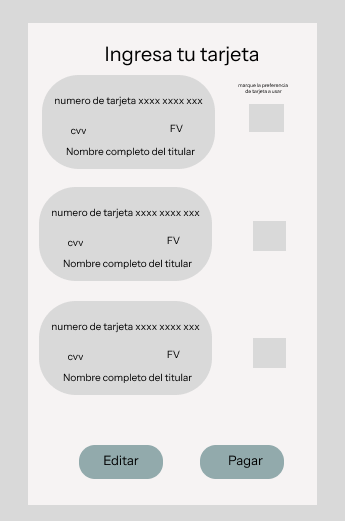 Ingresa tu tarjeta
marque la preferencia
de tarjeta a usar
numero de tarjeta xxxx xxxx xxx
cvv FV
Nombre completo del titular
numero de tarjeta xxxx xxxx xxx
cvv FV
Nombre completo del titular
numero de tarjeta xxxx xxxx xxx
cvv FV
Nombre completo del titular
Editar Pagar